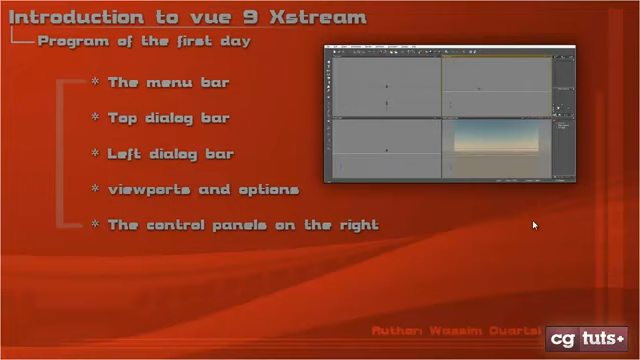 Introduction to vue 9 Xstream
Program of the first day
* The menu bar
* Top dialog bar
* Left dialog bar
* viewports and options
* The control panels on the right
Author: Wassim
cg tuts+